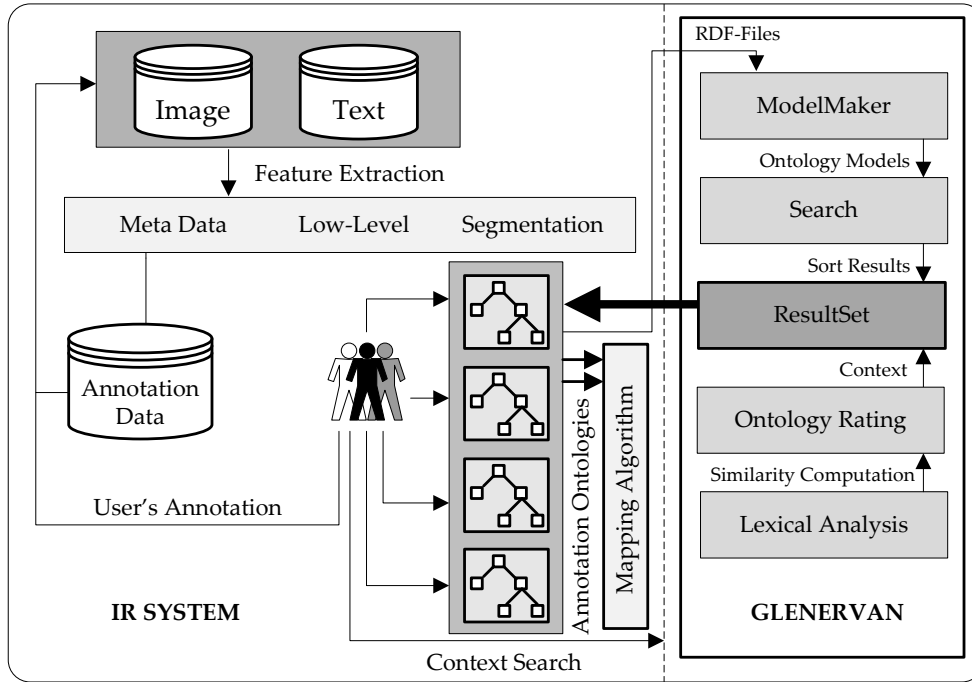 RDF-Files
Image
Text
ModelMaker
Feature Extraction
Ontology Models
Meta Data
Low-Level
Segmentation
Search
Sort Results
ResultSet
Annotation
Data
Context
Annotation Ontologies
Mapping Algorithm
Ontology Rating
Similarity Computation
User's Annotation
Lexical Analysis
IR SYSTEM
GLENERVAN
Context Search